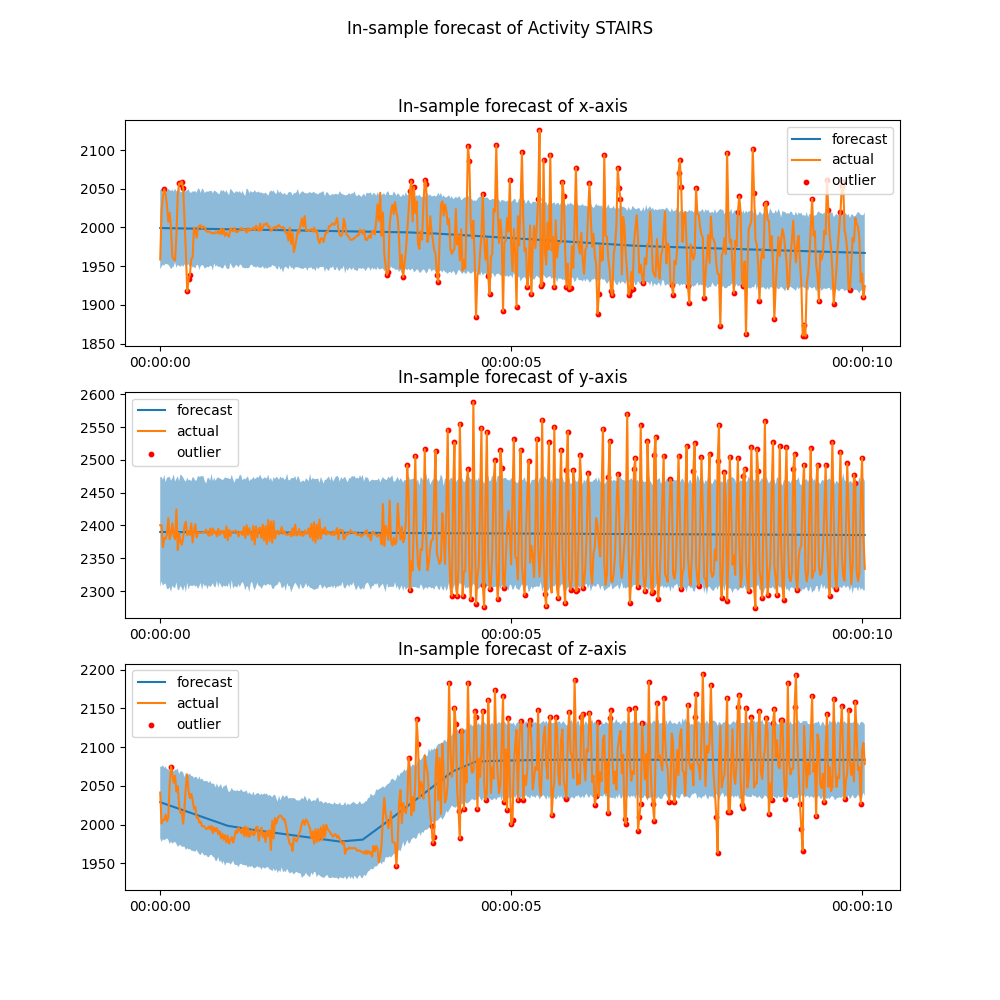 In-sample forecast of Activity STAIRS
In-sample forecast of x-axis
2100
2050
2000
1950
1900
1850
forecast
actual
outlier
00:00:00 00:00:05 00:00:10
In-sample forecast of y-axis
2600
2550
2500
2450
2400
2350
2300
forecast
actual
outlier
00:00:00 00:00:05 00:00:10
In-sample forecast of z-axis
2200
2150
2100
2050
2000
1950
forecast
actual
outlier
00:00:00 00:00:05 00:00:10